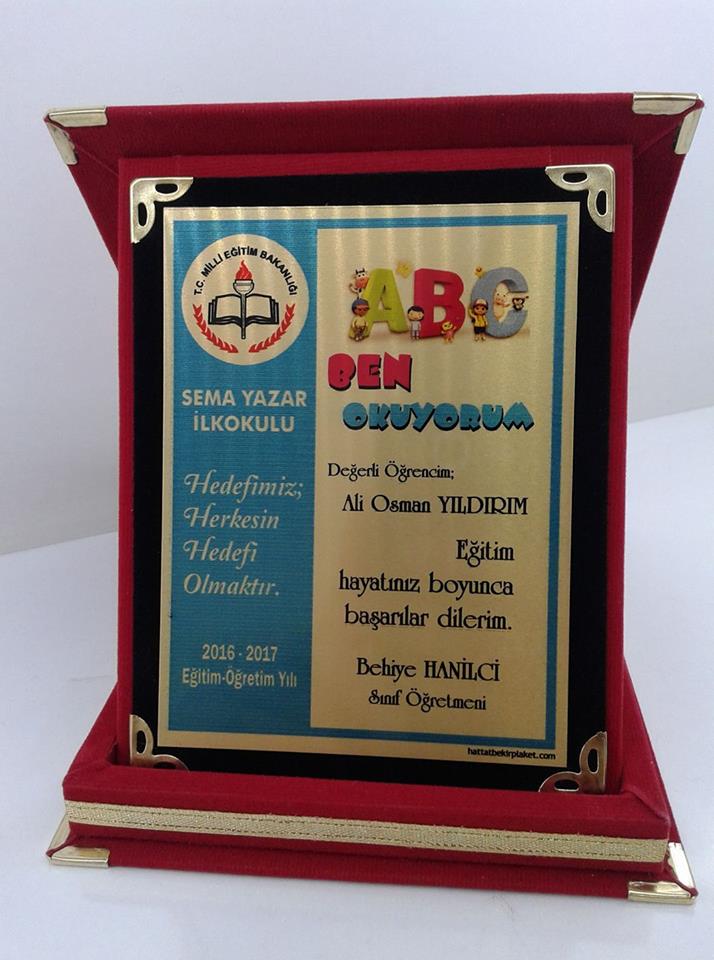 T.C. MİLLİ EĞİTİM BAKANLIĞI
SEMA YAZAR
İLKOKULU
Hedefimiz;
Herkesin
Hedefi
Olmaktır.
2016 - 2017
Eğitim-Öğretim Yılı
ABC
BEN
OKUYORUM
Değerli Öğrencim;
Ali Osman YILDIRIM
Eğitim
hayatınız boyunca
başarılar dilerim.
Behiye HANİLCİ
Sınıf Öğretmeni
hattatbekirplaket.com